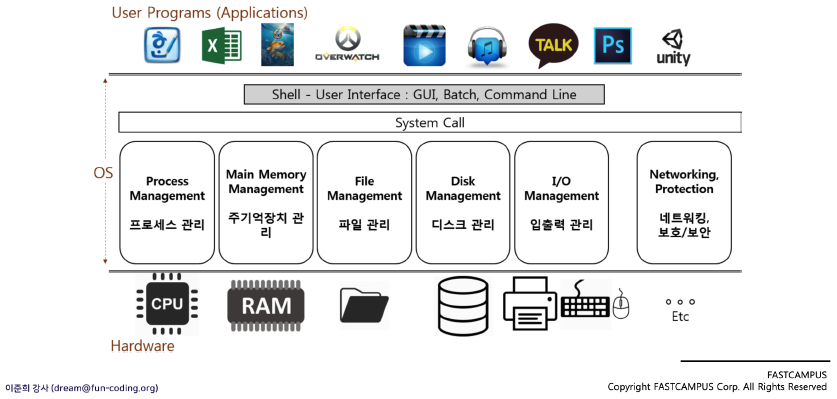 User Programs (Applications)
한
X
OVERWATCH
TALK
Ps
unity
Shell - User Interface : GUI, Batch, Command Line
System Call
OS
Process
Management
프로세스 관리
Main Memory
Management
주기억장치 관
리
File
Management
파일 관리
Disk
Management
디스크 관리
I/O
Management
입출력 관리
Networking,
Protection
네트워킹,
보호/보안
CPU
RAM
Etc
Hardware
FASTCAMPUS
Copyright FASTCAMPUS Corp. All Rights Reserved
이준희 강사 (dream@fun-coding.org)